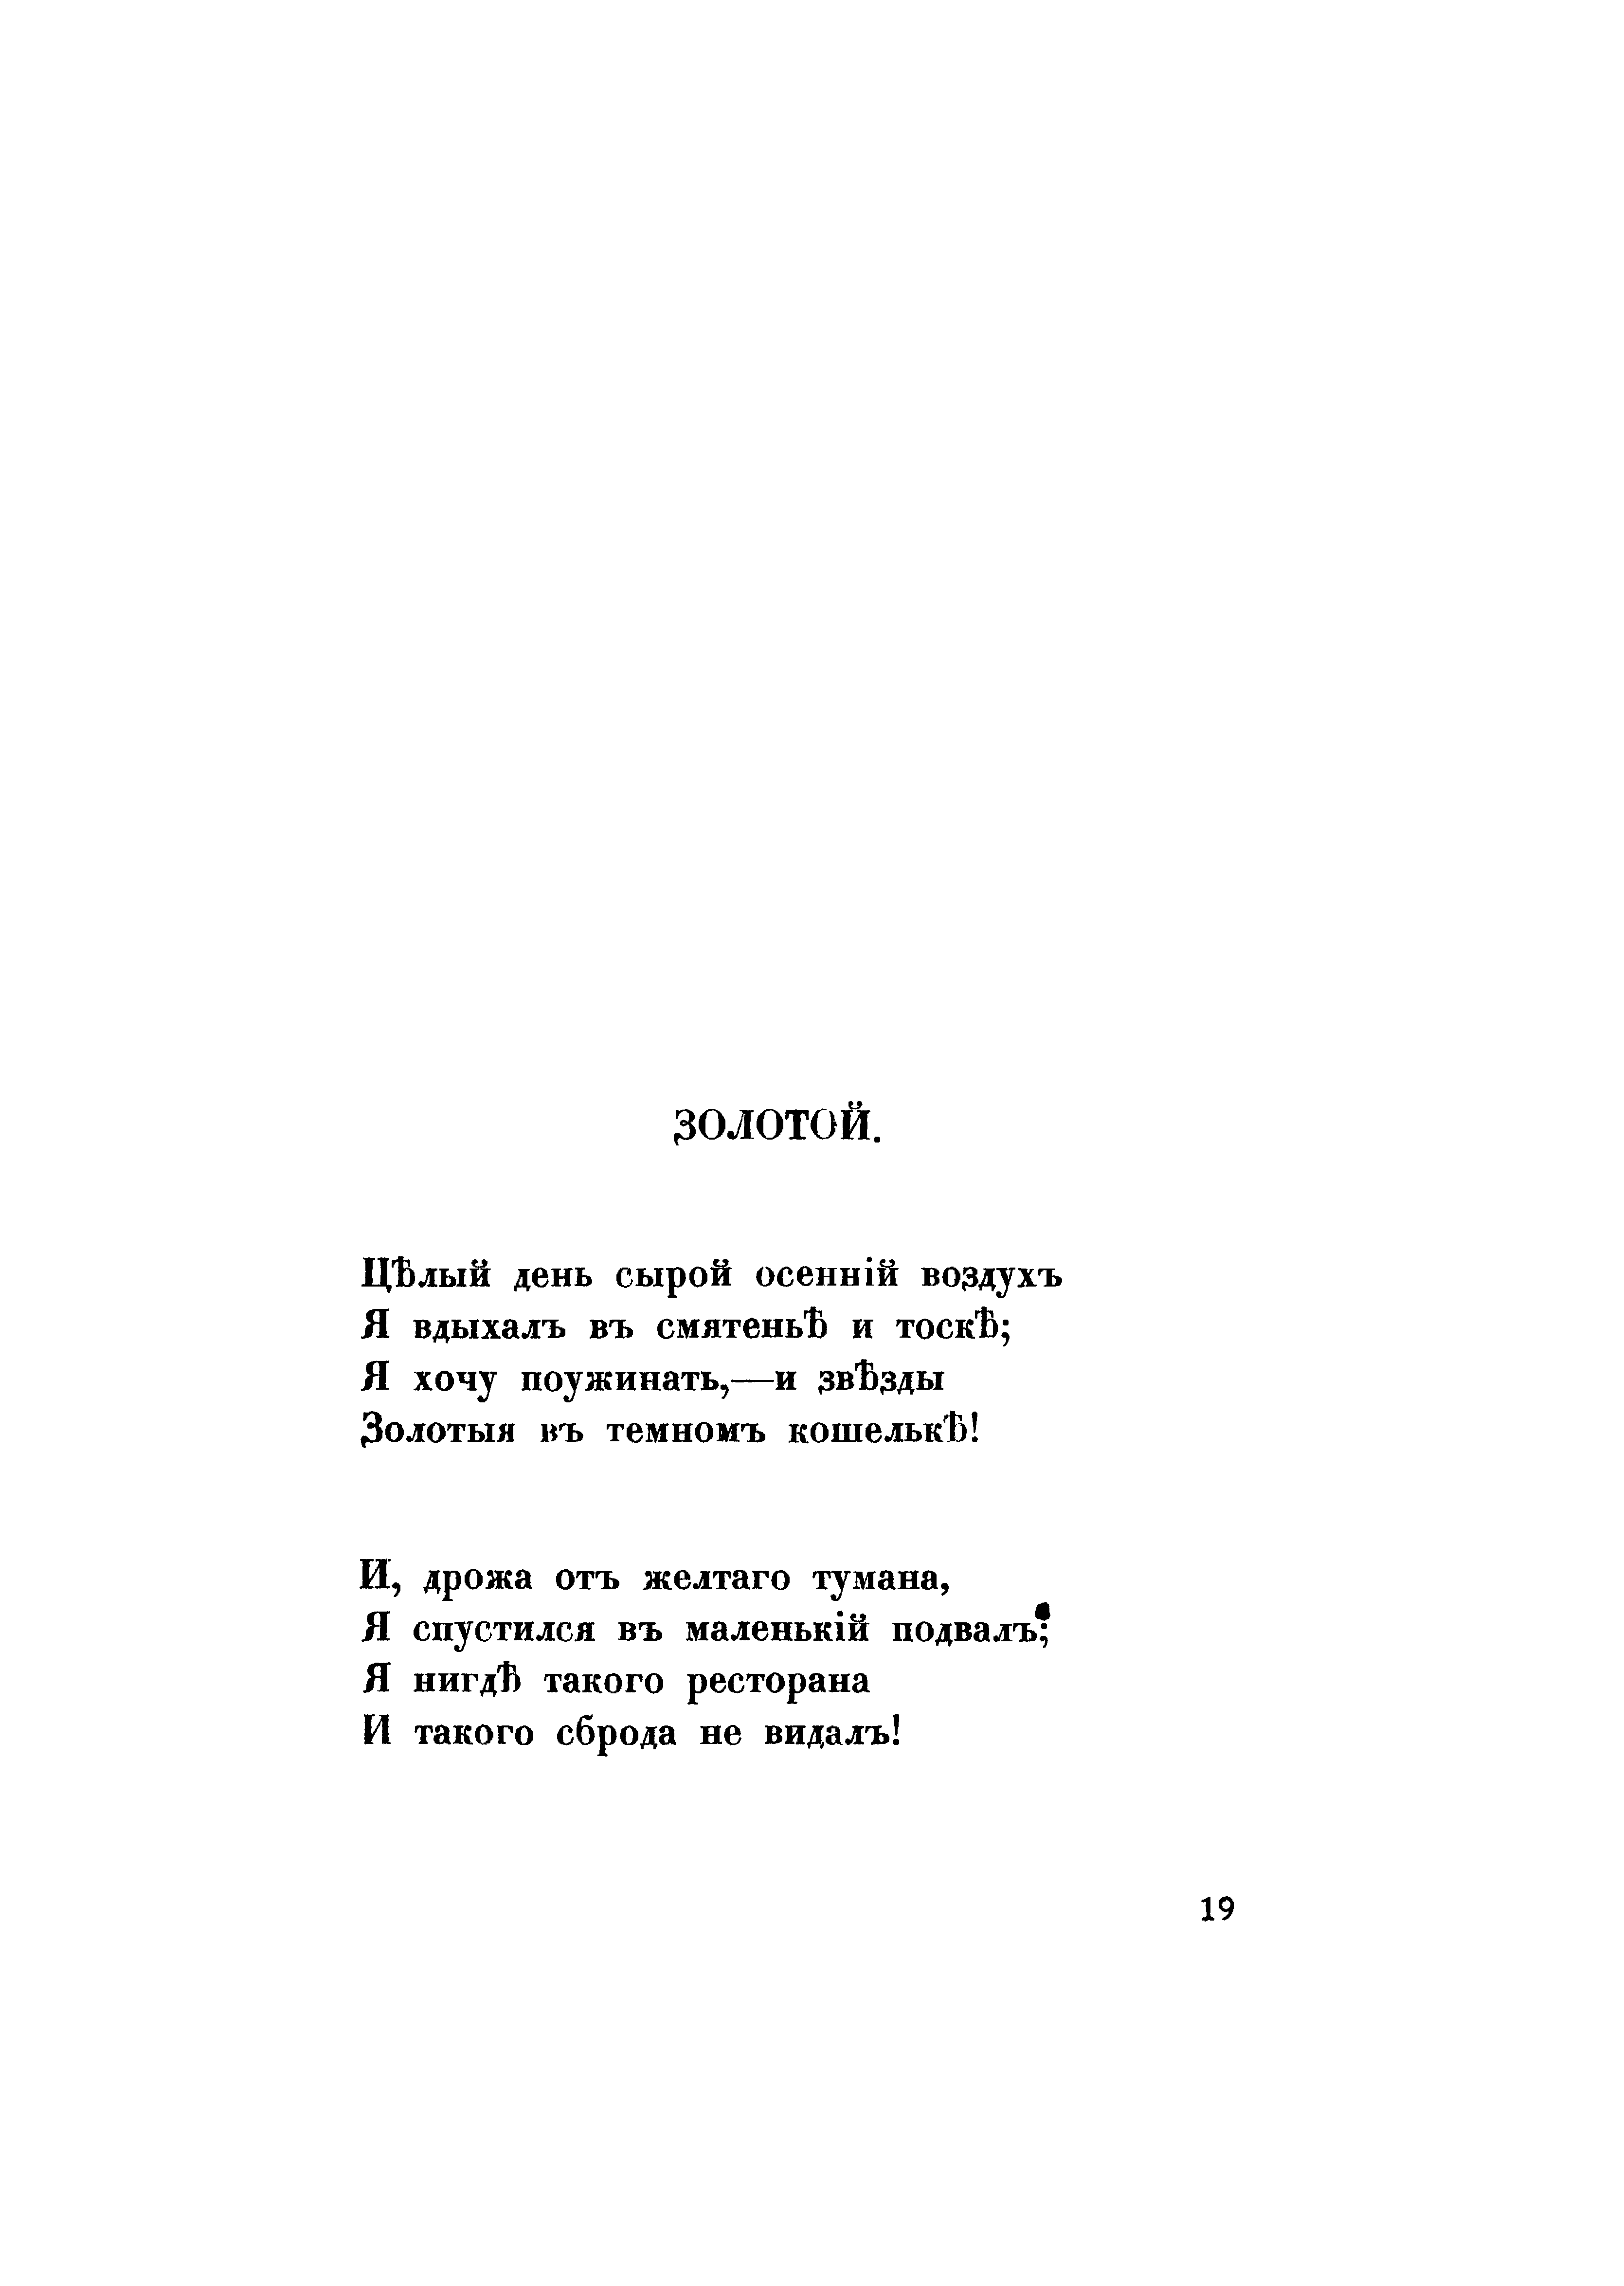 ЗОЛОТОЙ.
Цѣлый день сырой осенній воздухъ
Я вдыхалъ въ смятеньѣ и тоскѣ;
Я хочу поужинать,—и звѣзды
Золотыя въ темномъ кошелькѣ!
И, дрожа отъ желтаго тумана,
Я спустился въ маленькій подвалъ;
Я нигдѣ такого ресторана
И такого сброда не видалъ!
19